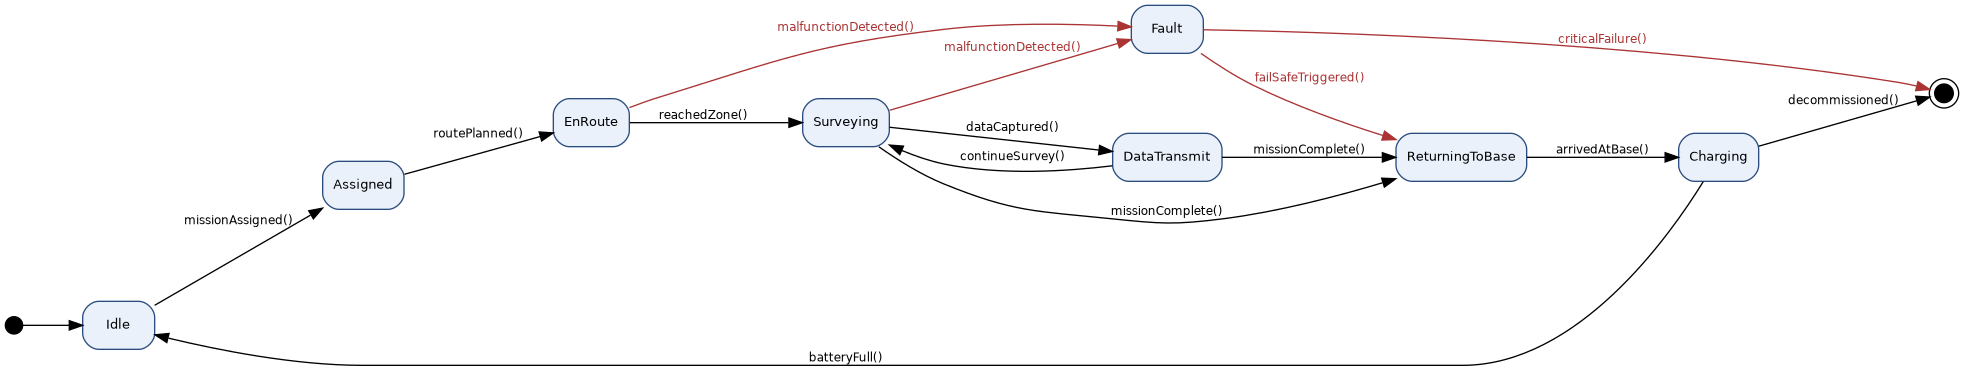 malfunctionDetected()
Fault
criticalFailure()
malfunctionDetected()
failSafeTriggered()
decommissioned()
routePlanned()
EnRoute
reachedZone()
Surveying
dataCaptured()
continueSurvey()
DataTransmit
missionComplete()
ReturningToBase
arrivedAtBase()
Charging
Assigned
missionAssigned()
missionComplete()
Idle
batteryFull()